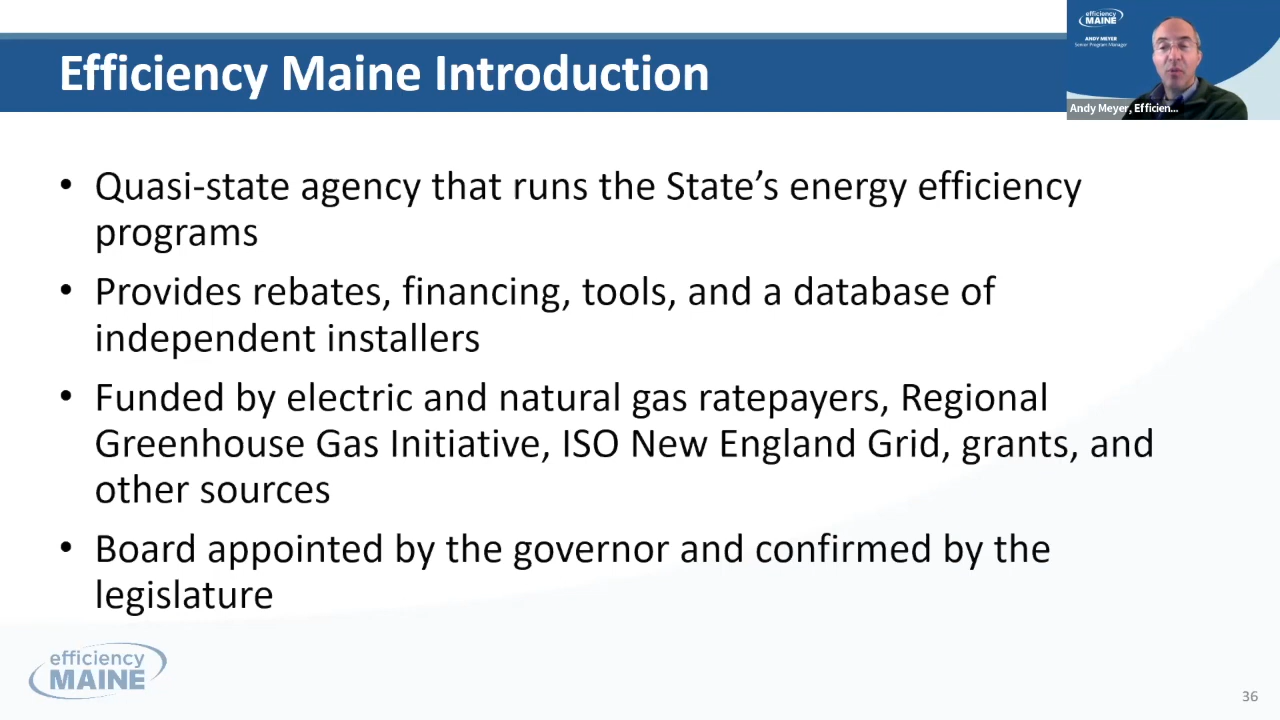 Efficiency Maine Introduction
efficiency
MAINE
ANDY MEYER
Senior Program Manager
Andy Meyer, Efficien...
• Quasi-state agency that runs the State’s energy efficiency
programs
• Provides rebates, financing, tools, and a database of
independent installers
• Funded by electric and natural gas ratepayers, Regional
Greenhouse Gas Initiative, ISO New England Grid, grants, and
other sources
• Board appointed by the governor and confirmed by the
legislature
efficiency
MAINE
36